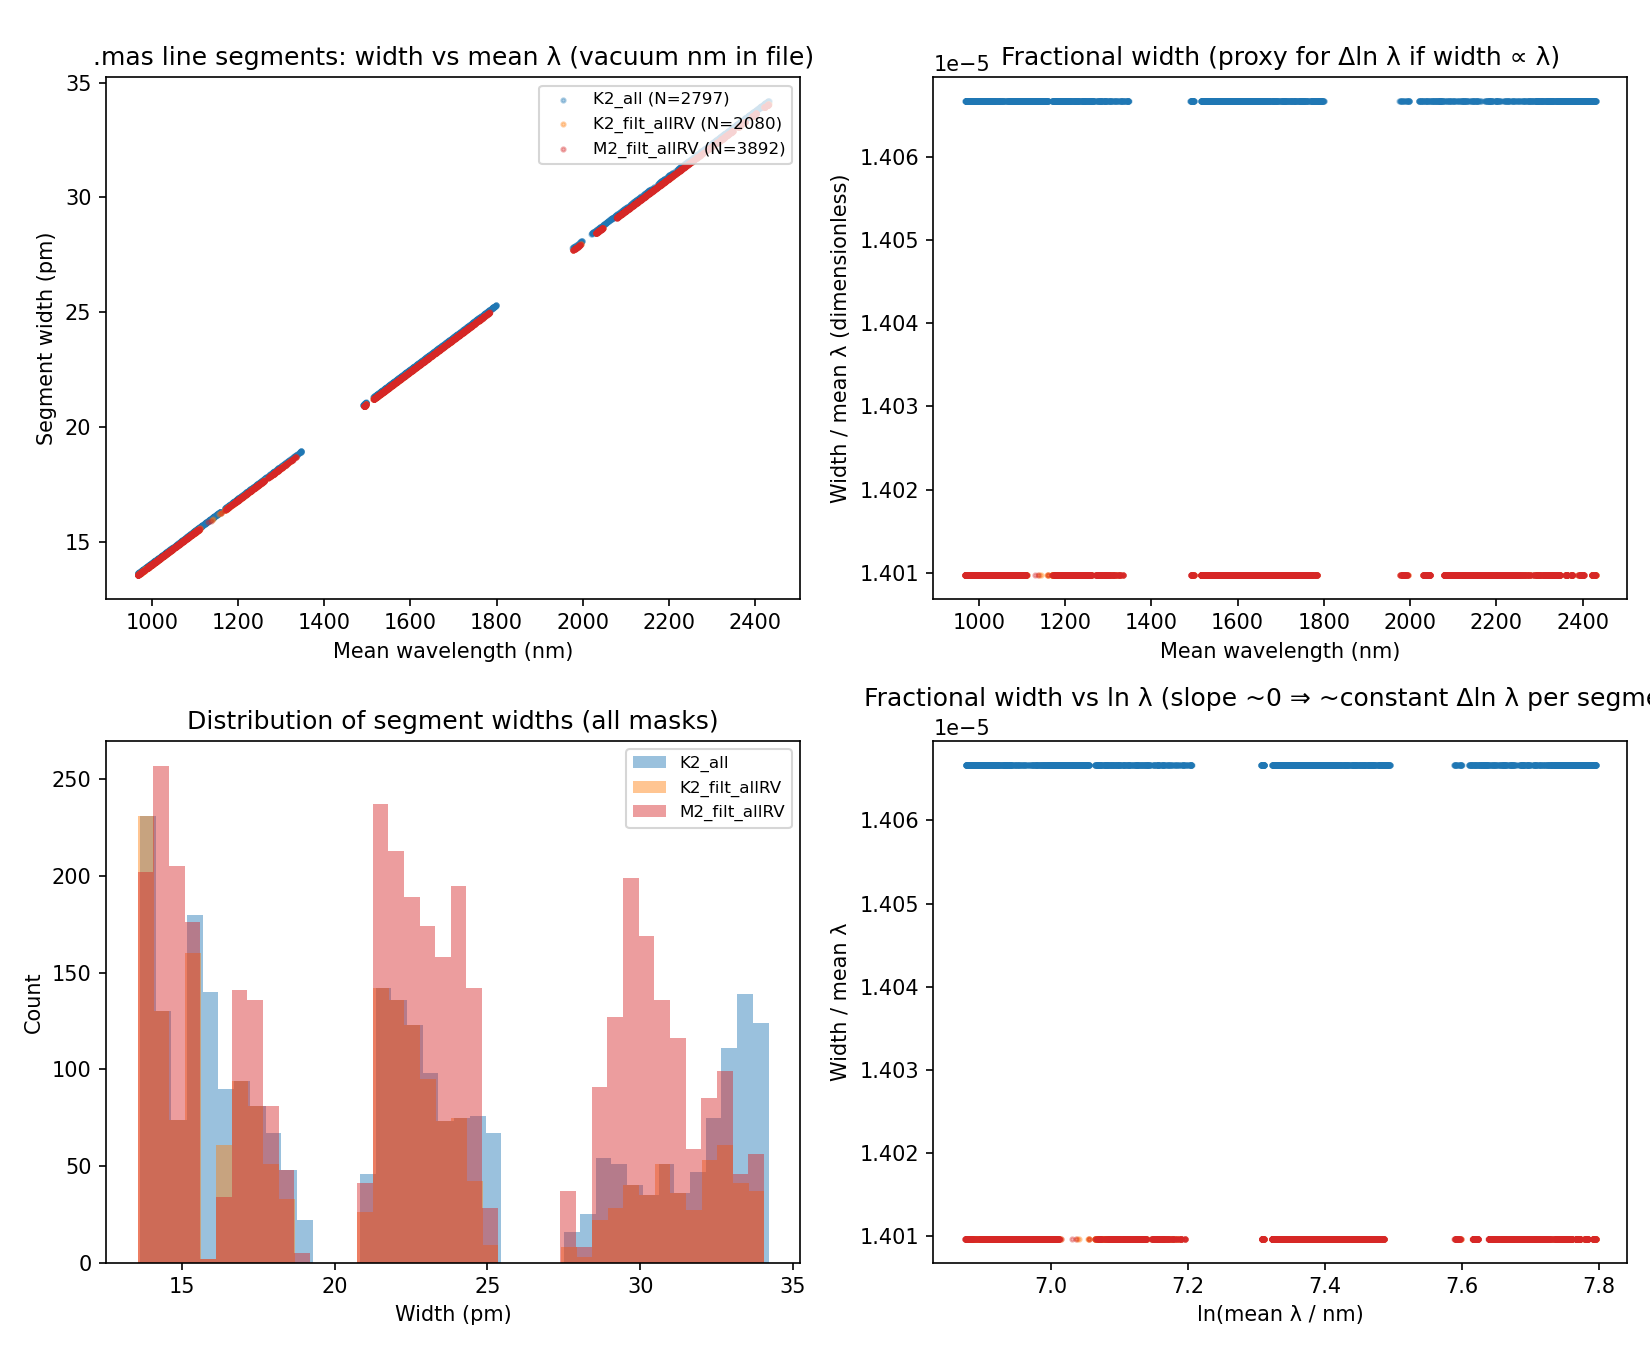 .mas line segments: width vs mean λ (vacuum nm in file)
35
30
25
20
15
Segment width (pm)
K2_all (N=2797)
K2_filt_allRV (N=2080)
M2_filt_allRV (N=3892)
1000 1200 1400 1600 1800 2000 2200 2400
Mean wavelength (nm)
Fractional width (proxy for Δln λ if width ∝ λ)
1e−5
1.406
1.405
1.404
1.403
1.402
1.401
Width / mean λ (dimensionless)
1000 1200 1400 1600 1800 2000 2200 2400
Mean wavelength (nm)
Distribution of segment widths (all masks)
250
200
150
100
50
0
Count
K2_all
K2_filt_allRV
M2_filt_allRV
15 20 25 30 35
Width (pm)
Fractional width vs ln λ (slope ~0 ⇒ ~constant Δln λ per segme
1e−5
1.406
1.405
1.404
1.403
1.402
1.401
Width / mean λ
7.0 7.2 7.4 7.6 7.8
ln(mean λ / nm)